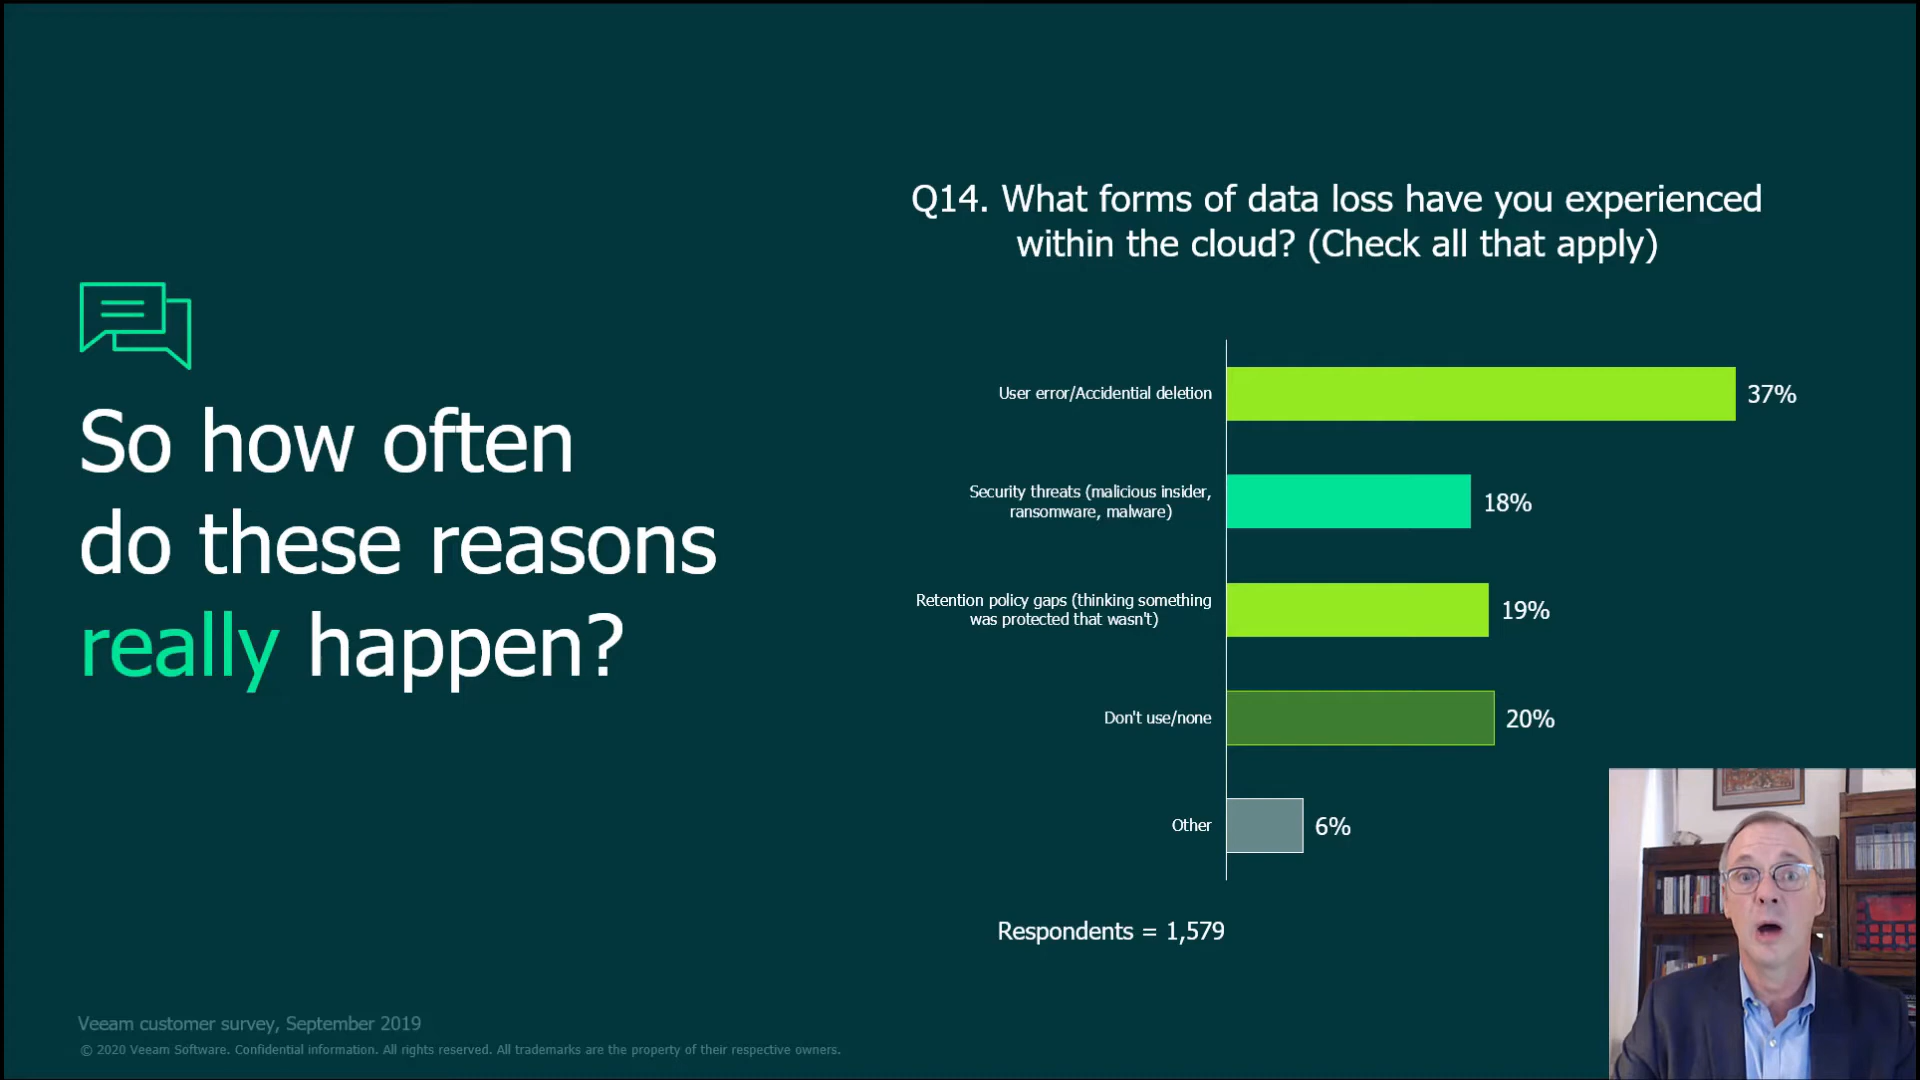 So how often
do these reasons
really happen?
Q14. What forms of data loss have you experienced
within the cloud? (Check all that apply)
User error/Accidential deletion
37%
Security threats (malicious insider,
ransomware, malware)
18%
Retention policy gaps (thinking something
was protected that wasn't)
19%
Don't use/none
20%
Other
6%
Respondents = 1,579
Veeam customer survey, September 2019
© 2020 Veeam Software. Confidential information. All rights reserved. All trademarks are the property of their respective owners.